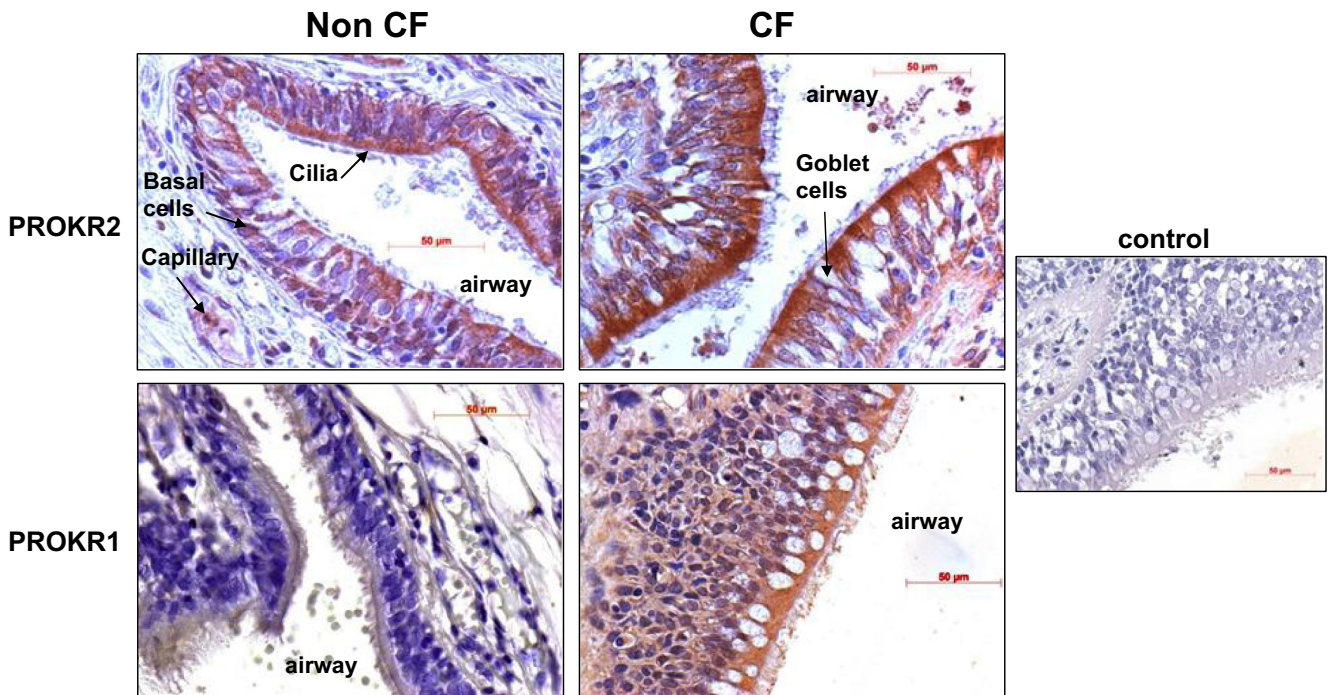 Non CF
CF
PROKR2
Cilia
Basal
cells
Capillary
50 µm
airway
50 µm
airway
Goblet
cells
control
50 µm
PROKR1
50 µm
airway
airway
50 µm